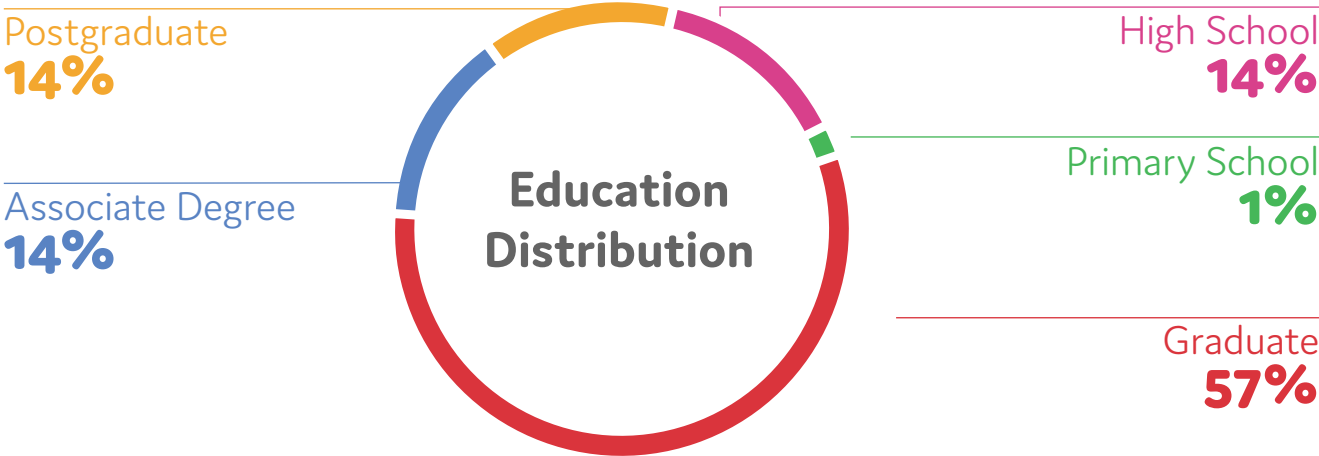 Postgraduate
14%
Associate Degree
14%
Education
Distribution
High School
14%
Primary School
1%
Graduate
57%